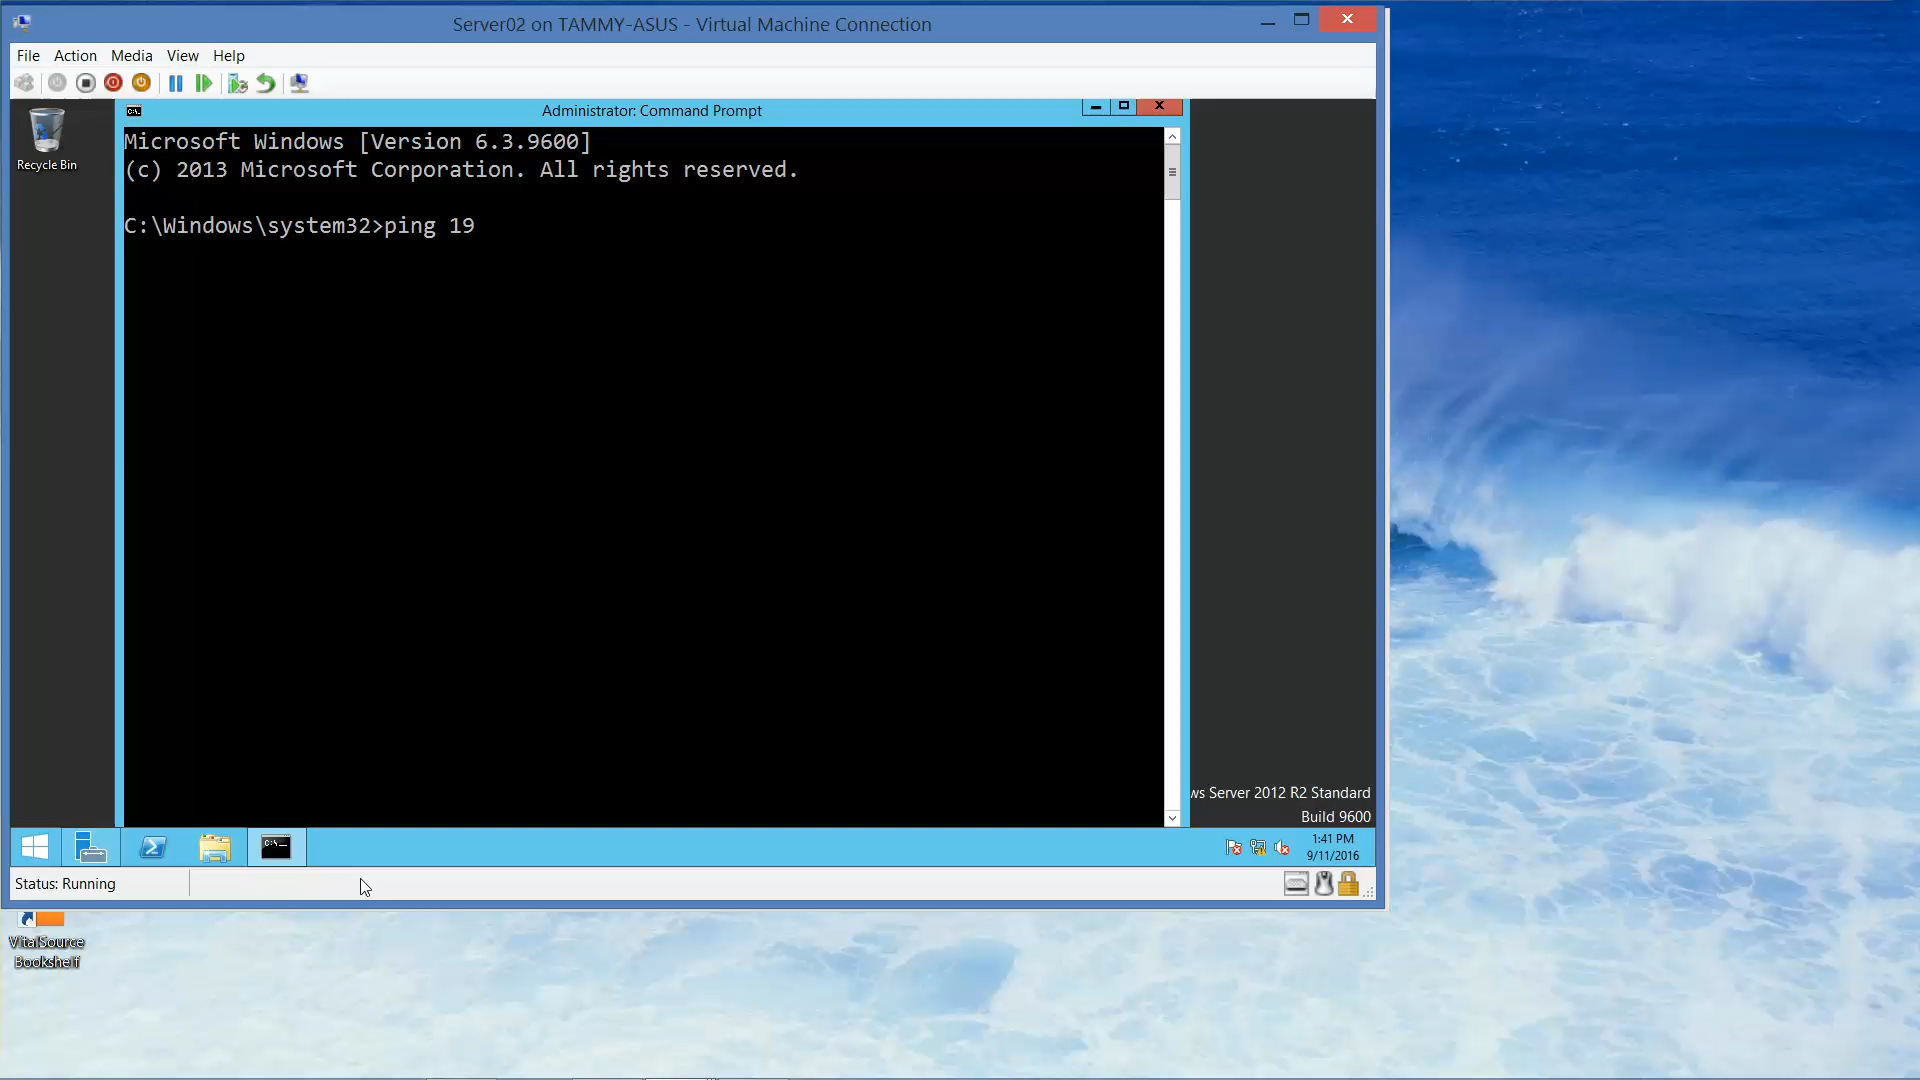 Server02 on TAMMY-ASUS - Virtual Machine Connection
File Action Media View Help
Recycle Bin
Administrator: Command Prompt
Microsoft Windows [Version 6.3.9600]
(c) 2013 Microsoft Corporation. All rights reserved.
C:\Windows\system32>ping 19
ws Server 2012 R2 Standard
Build 9600
1:41 PM
9/11/2016
Status: Running
VitalSource
Bookshelf